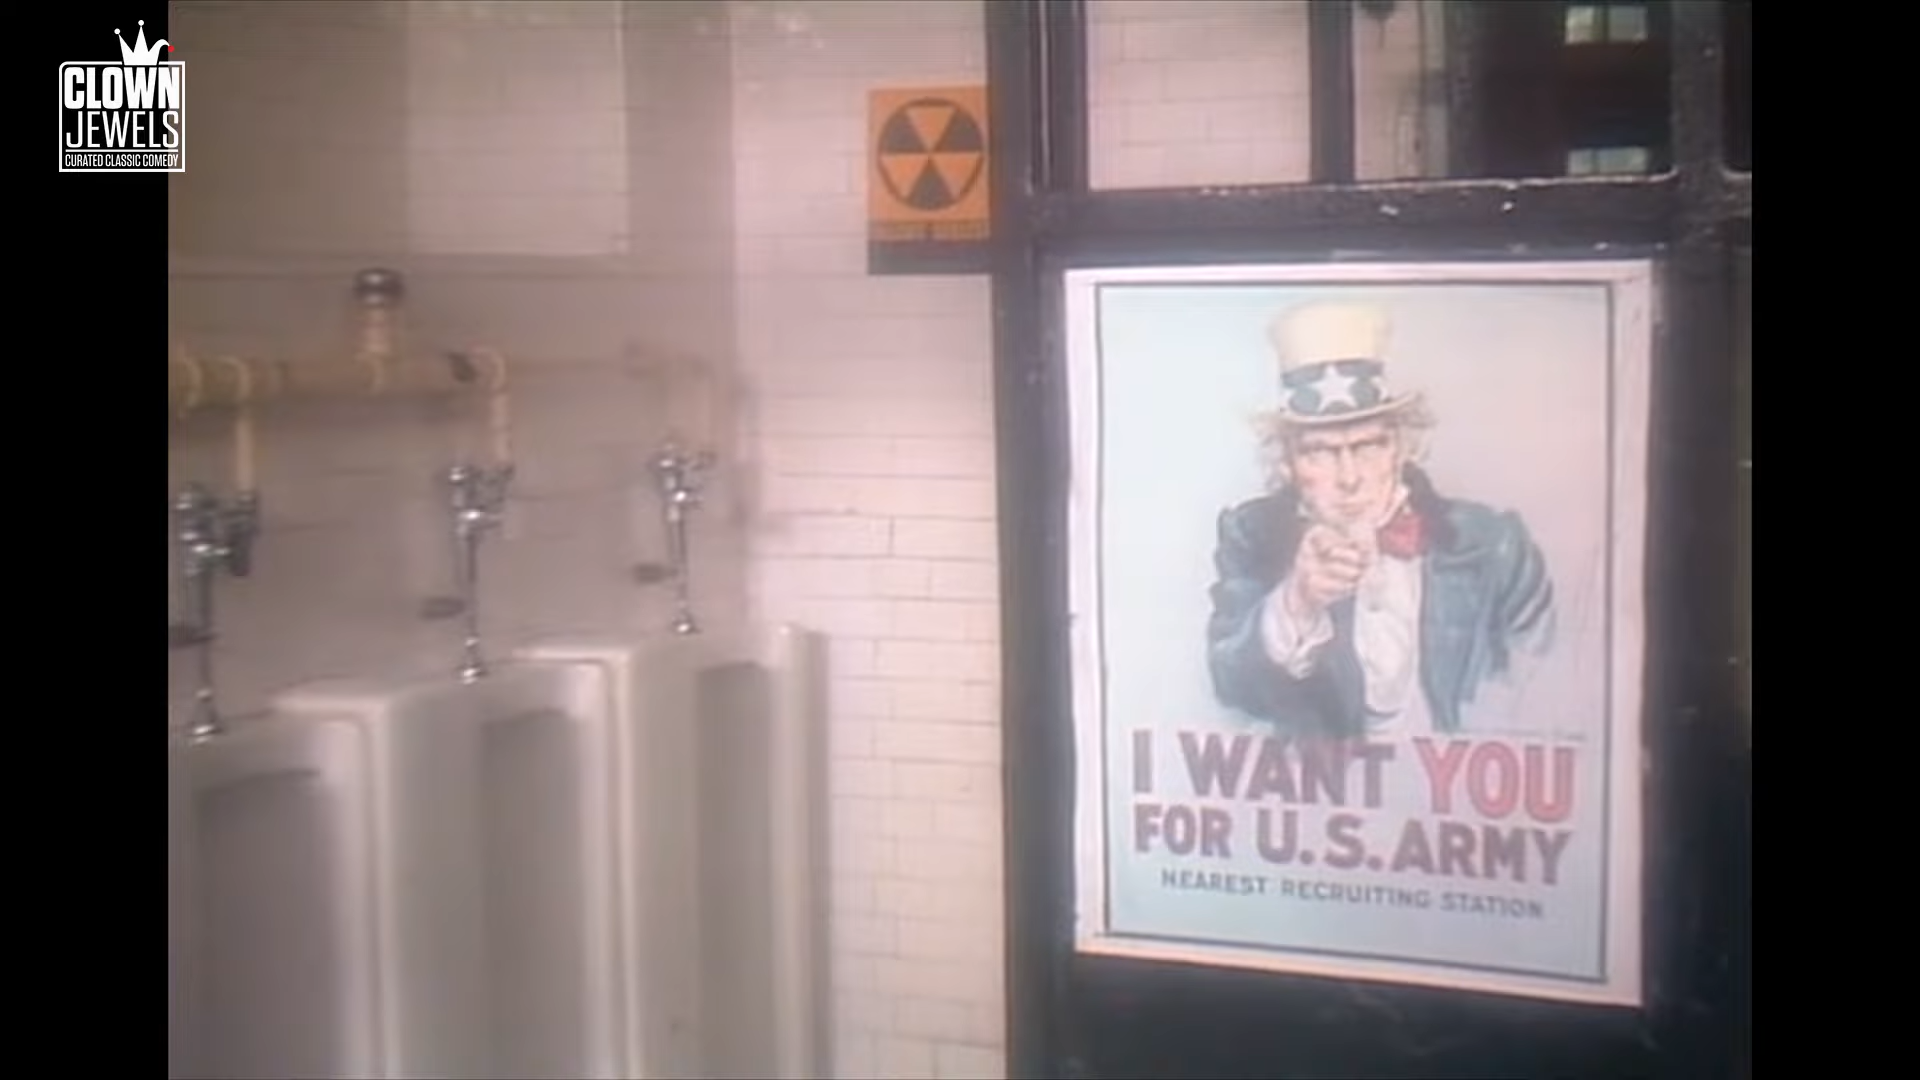 CLOWN
JEWELS
CURATED CLASSIC COMEDY
I WANT YOU
FOR U.S. ARMY
NEAREST RECRUITING STATION